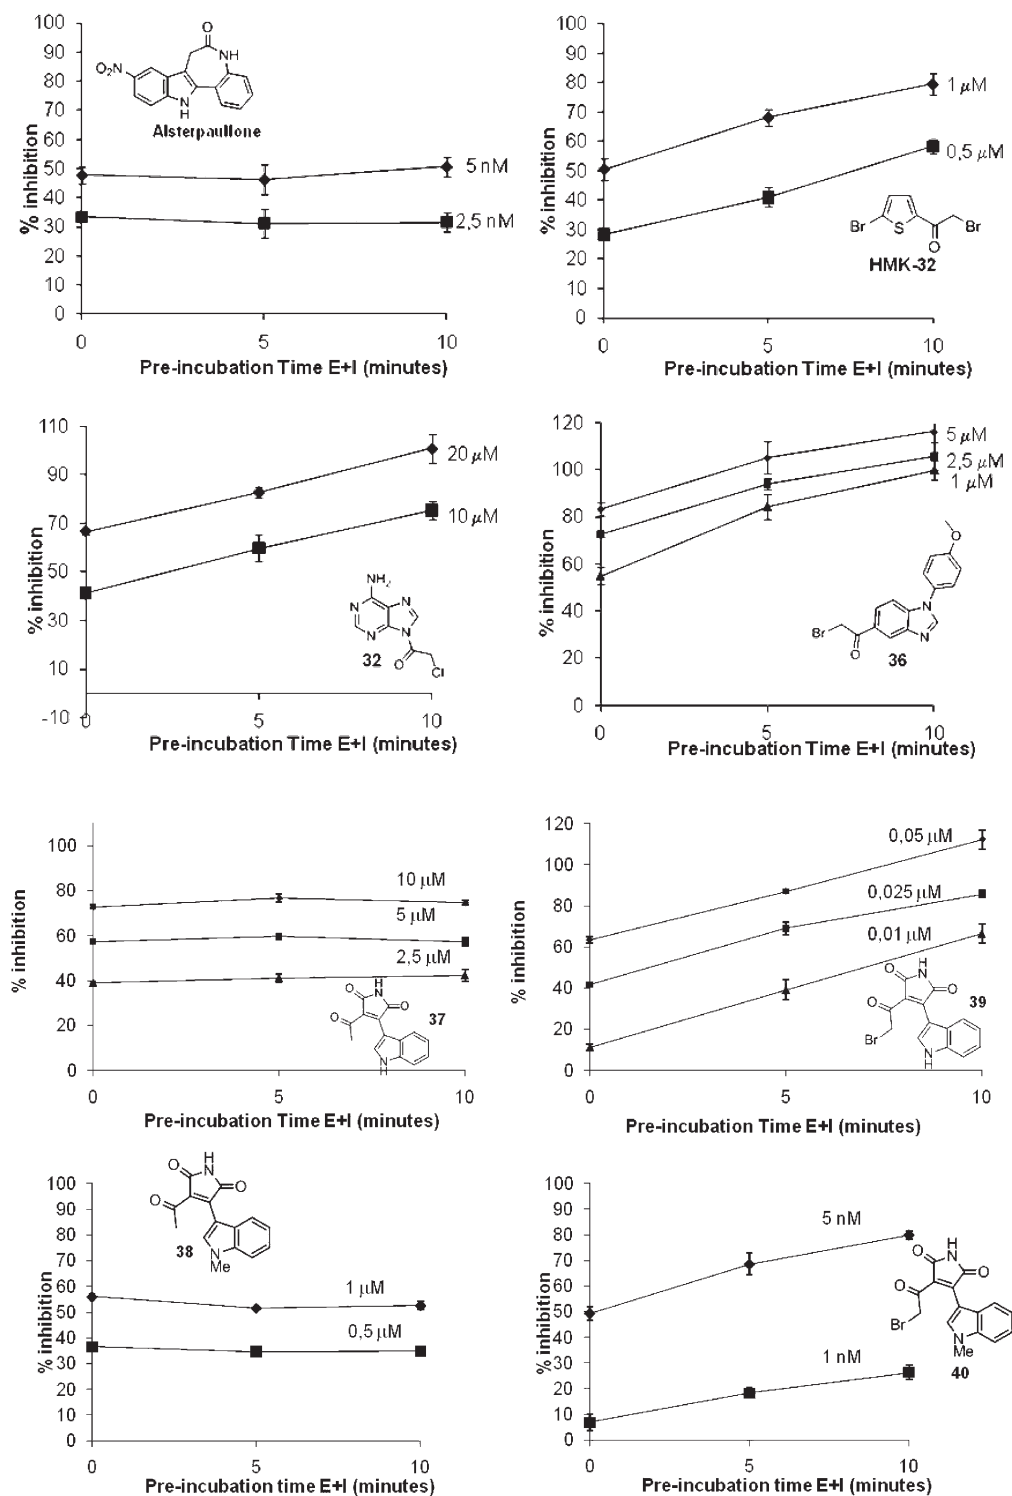 100
90
80
70
60
50
40
30
20
10
0
% inhibition
O
NH
O₂N
N
H
Alsterpaullone
5 nM
2,5 nM
0 5 10
Pre-incubation Time E+I (minutes)
100
90
80
70
60
50
40
30
20
10
0
% inhibition
1 µM
0,5 µM
Br S O Br
HMK-32
0 5 10
Pre-incubation Time E+I (minutes)
110
90
70
50
30
10
-10
% inhibition
20 µM
10 µM
NH₂
N N
N N
O
Cl
32
0 5 10
Pre-incubation Time E+I (minutes)
120
100
80
60
40
20
0
% inhibition
5 µM
2,5 µM
1 µM
O
N
N
Br
O
36
0 5 10
Pre-incubation Time E+I (minutes)
100
80
60
40
20
0
% inhibition
10 µM
5 µM
2,5 µM
H
N
O O
O
N
H
37
0 5 10
Pre-incubation Time E+I (minutes)
120
100
80
60
40
20
0
% inhibition
0,05 µM
0,025 µM
0,01 µM
O NH
O
O
Br
N
H
39
0 5 10
Pre-incubation Time E+I (minutes)
100
90
80
70
60
50
40
30
20
10
0
% inhibition
H
O N
O
O
N
Me
38
1 µM
0,5 µM
0 5 10
Pre-incubation Time E+I (minutes)
100
90
80
70
60
50
40
30
20
10
0
% inhibition
5 nM
1 nM
H
O N
O
O
Br
N
Me
40
0 5 10
Pre-incubation time E+I (minutes)